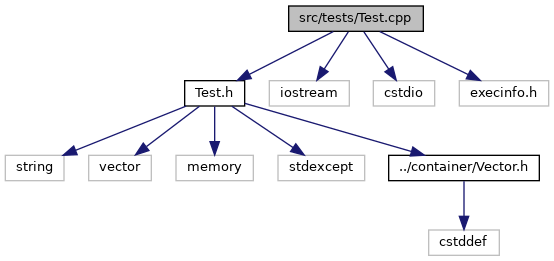 src/tests/Test.cpp
Test.h
iostream
cstdio
execinfo.h
string
vector
memory
stdexcept
../container/Vector.h
cstddef